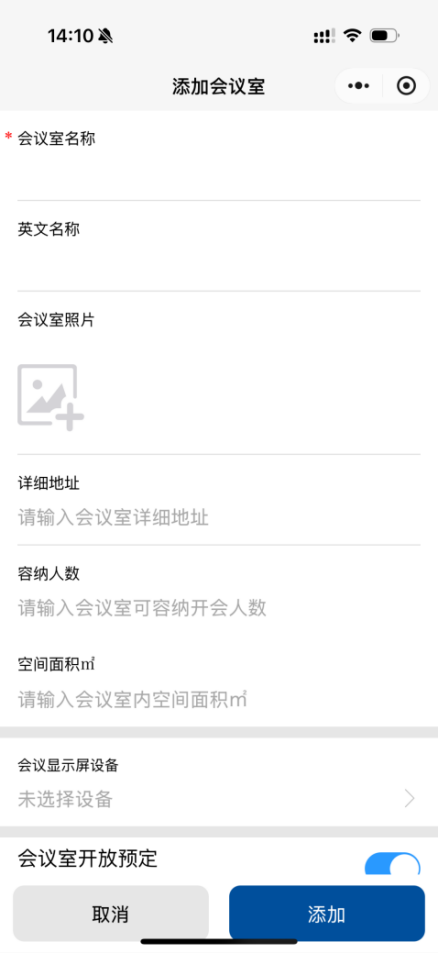 14:10
添加会议室
* 会议室名称
英文名称
会议室照片
详细地址
请输入会议室详细地址
容纳人数
请输入会议室可容纳开会人数
空间面积㎡
请输入会议室内空间面积㎡
会议显示屏设备
未选择设备
会议室开放预定
取消
添加